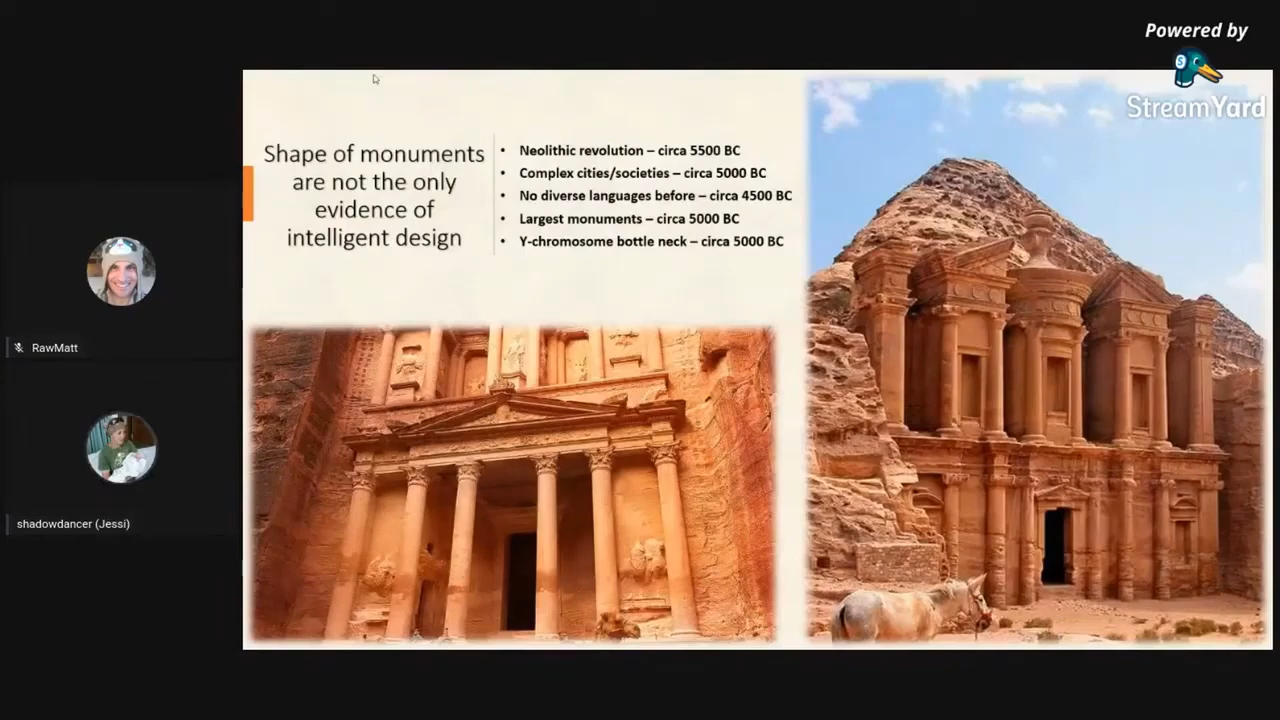 Powered by
StreamYard
Shape of monuments
are not the only
evidence of
intelligent design
• Neolithic revolution – circa 5500 BC
• Complex cities/societies – circa 5000 BC
• No diverse languages before – circa 4500 BC
• Largest monuments – circa 5000 BC
• Y-chromosome bottle neck – circa 5000 BC
RawMatt
shadowdancer (Jessi)